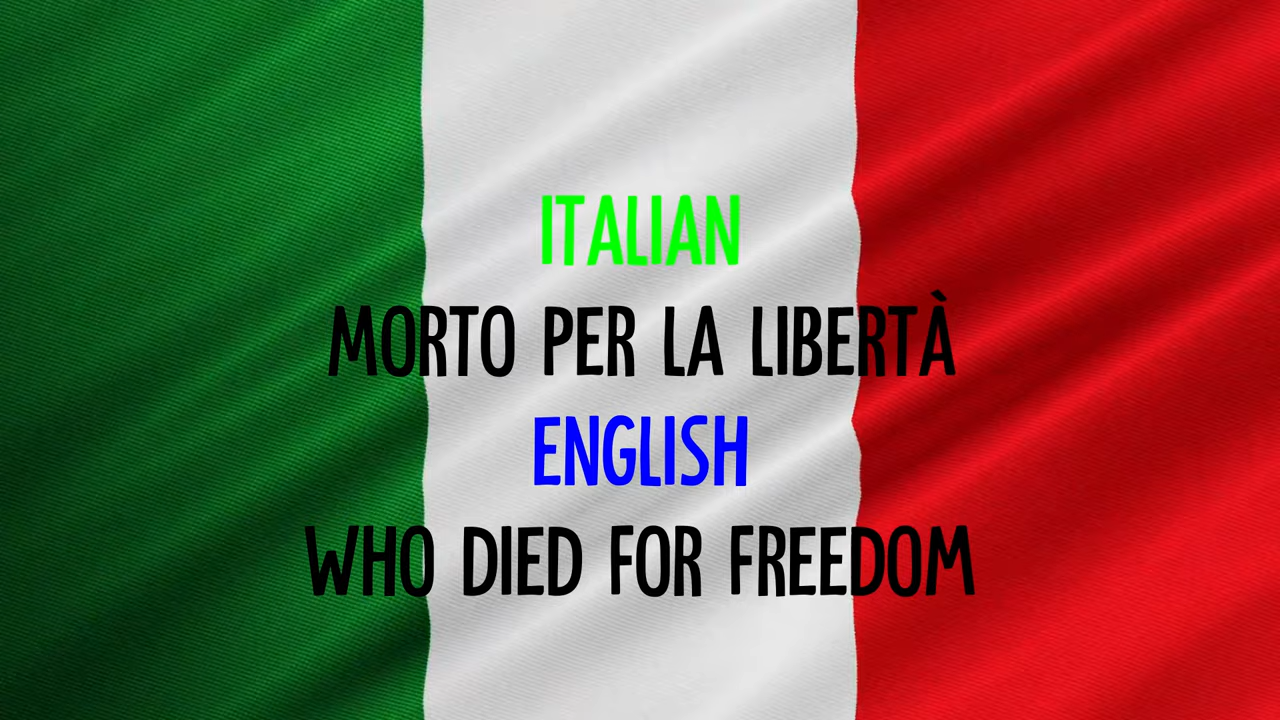 ITALIAN
MORTO PER LA LIBERTÀ
ENGLISH
WHO DIED FOR FREEDOM